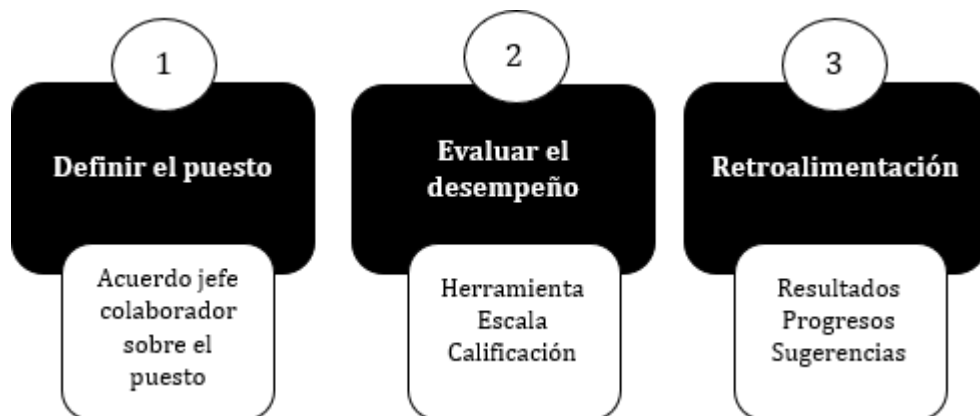 1
Definir el puesto
Acuerdo jefe
colaborador
sobre el
puesto
2
Evaluar el
desempeño
Herramienta
Escala
Calificación
3
Retroalimentación
Resultados
Progresos
Sugerencias